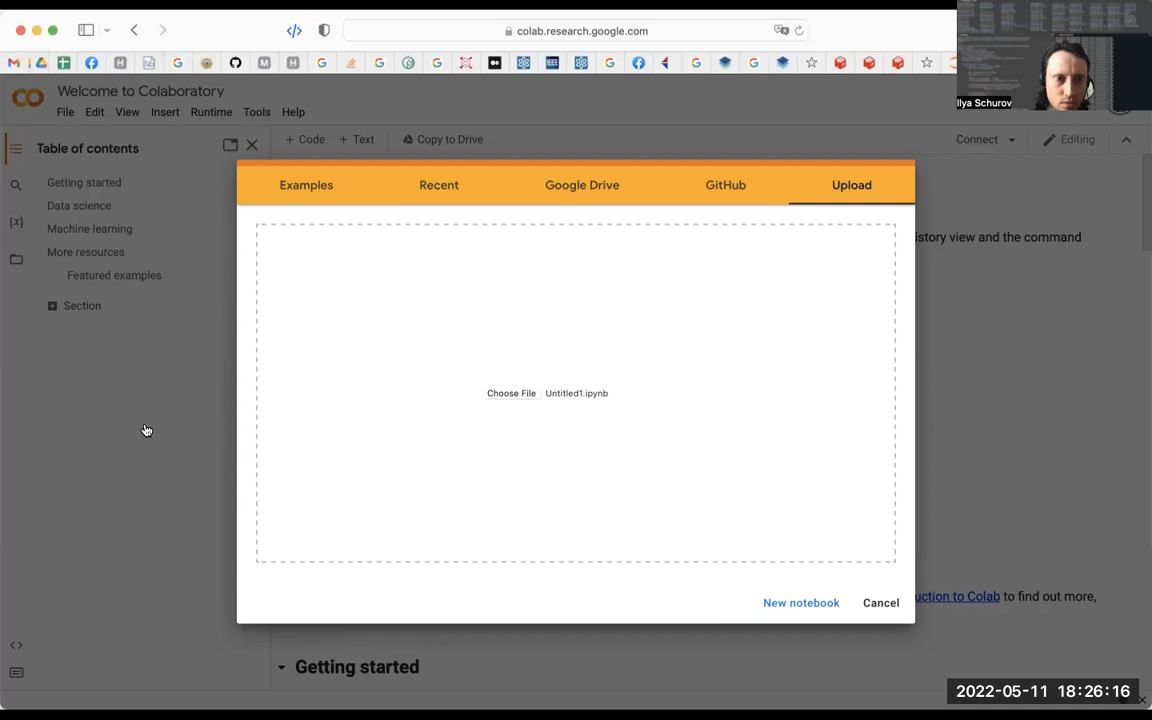 colab.research.google.com
Welcome to Colaboratory
File Edit View Insert Runtime Tools Help
Ilya Schurov
Table of contents
+ Code + Text Copy to Drive
Connect Editing
Getting started
Data science
Machine learning
More resources
Featured examples
Section
Examples Recent Google Drive GitHub Upload
istory view and the command
Choose File Untitled1.ipynb
New notebook Cancel
uction to Colab to find out more,
Getting started
2022-05-11 18:26:16